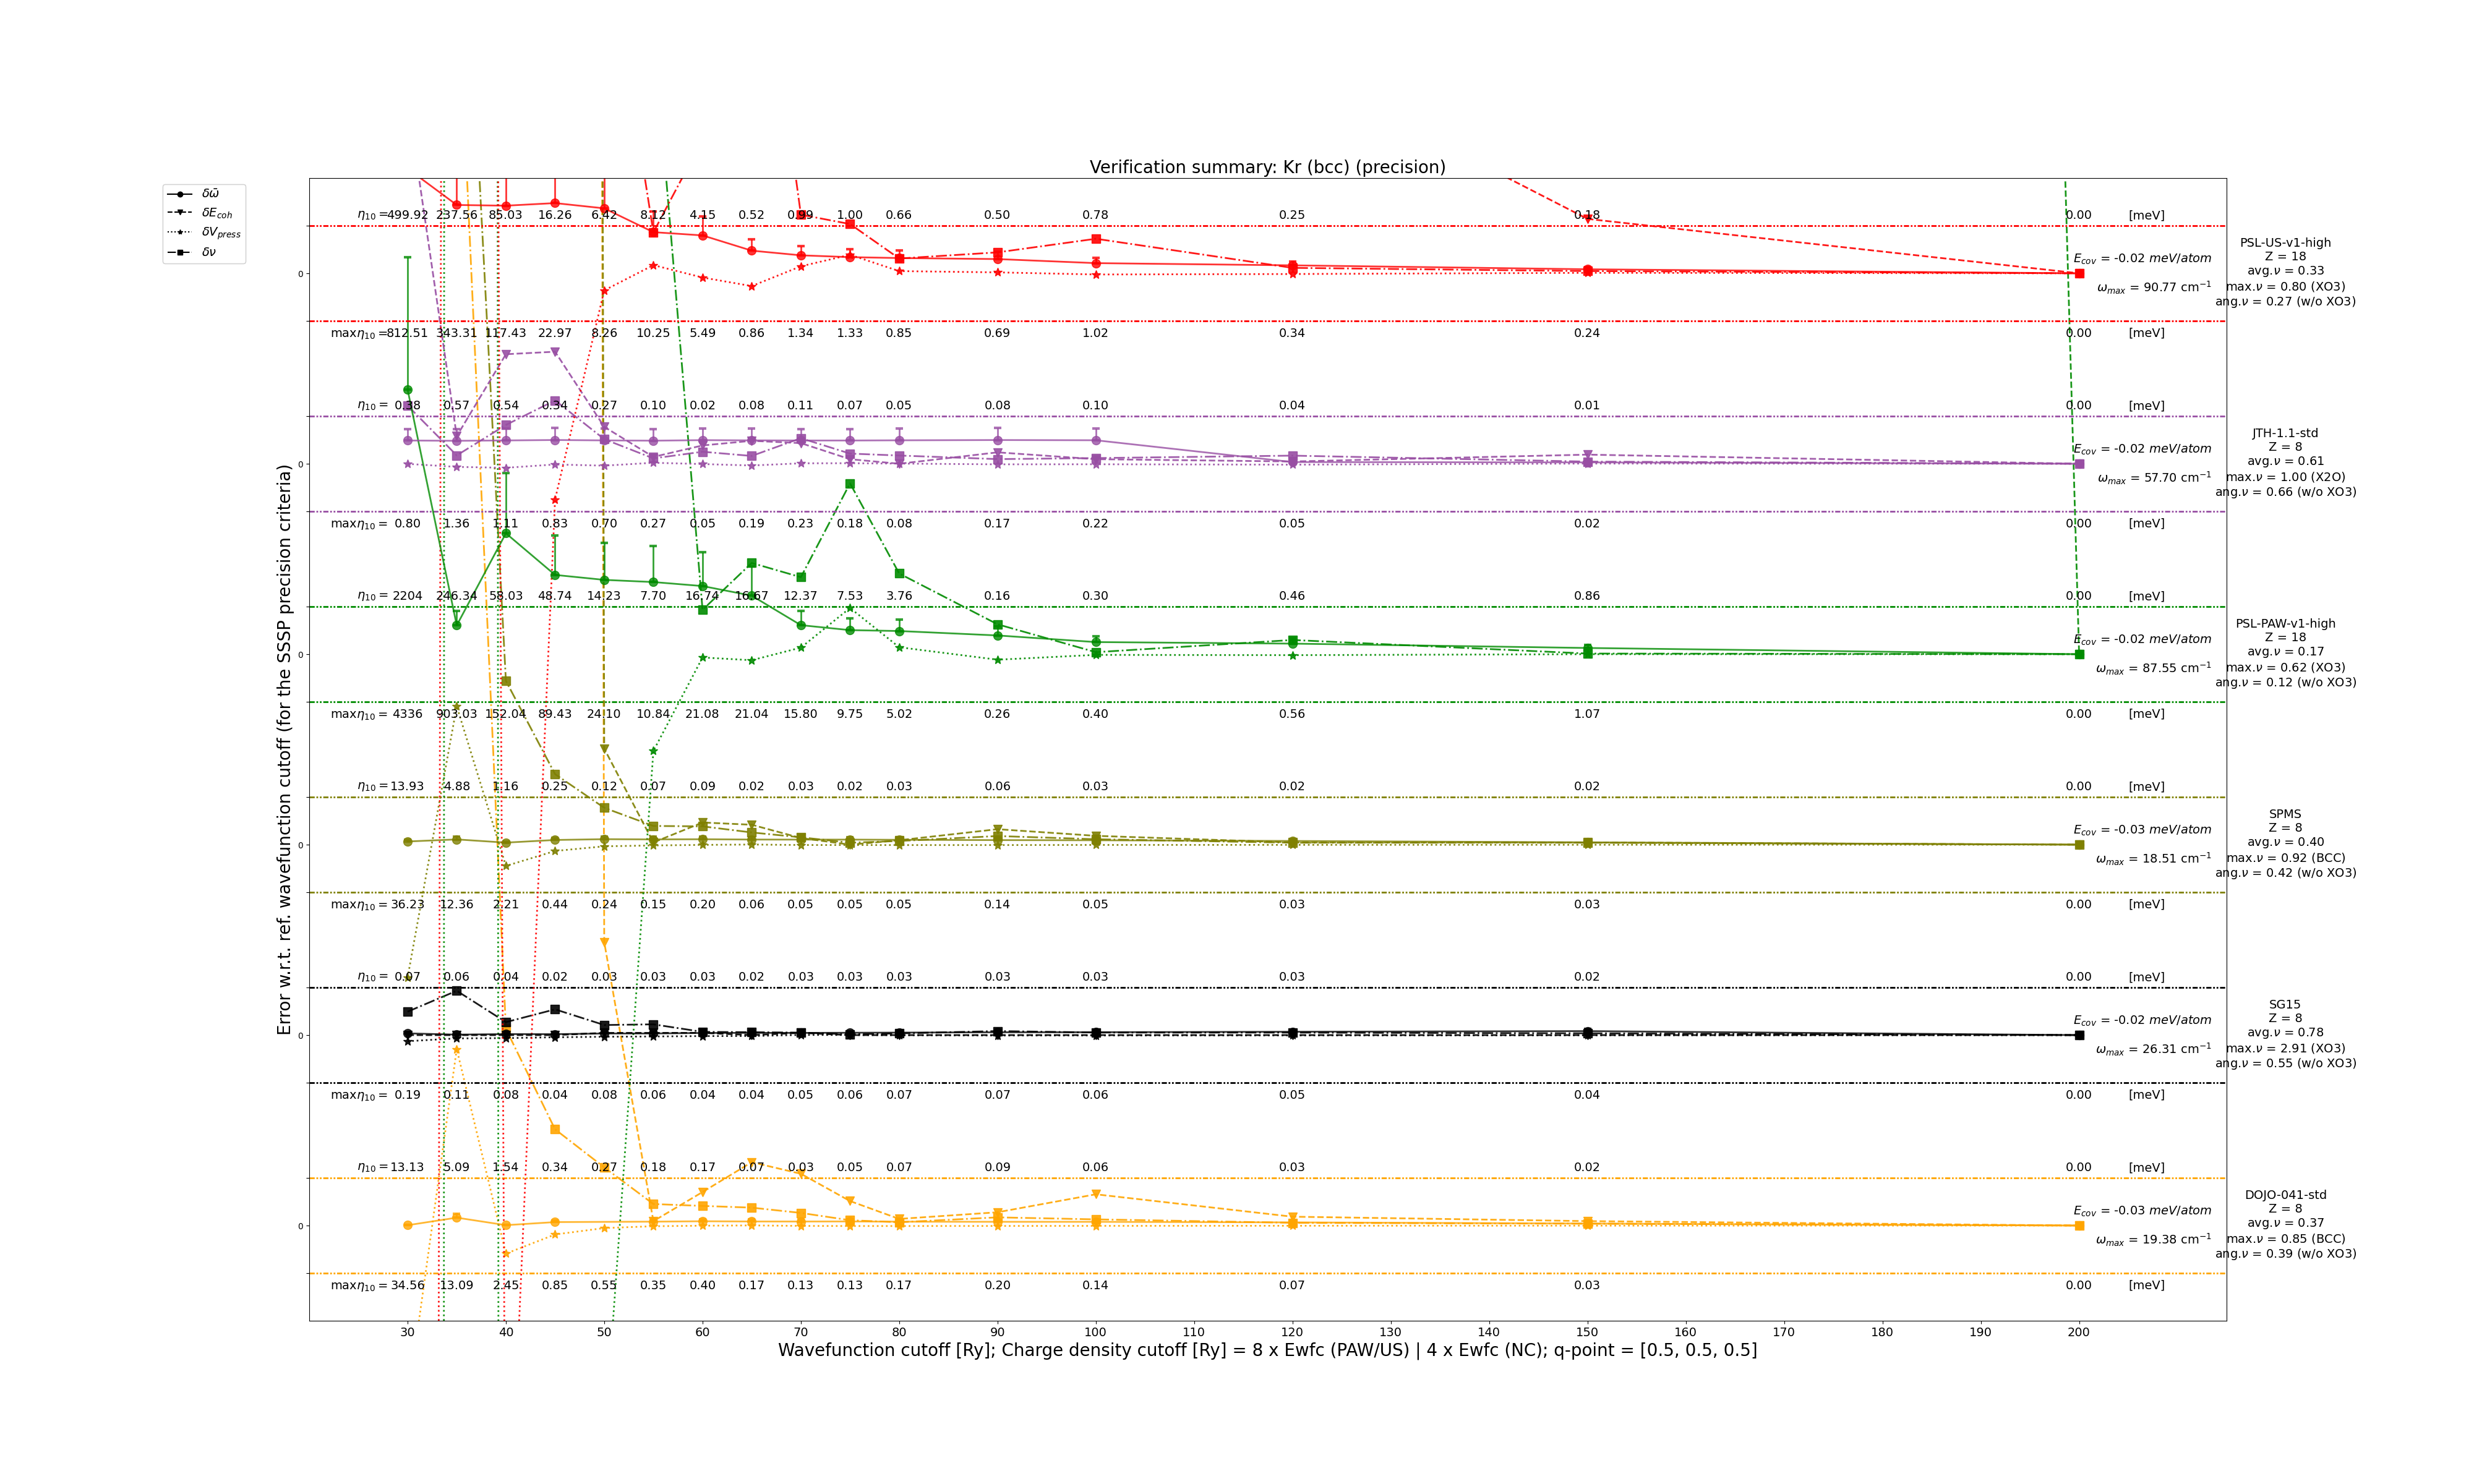 Verification summary: Kr (bcc) (precision)
δω̄
δE_coh
δV_press
δν
Error w.r.t. ref. wavefunction cutoff (for the SSSP precision criteria)
η₁₀ = 499.92 237.56 85.03 16.26 6.42 8.12 4.15 0.52 0.99 1.00 0.66 0.50 0.78 0.25 0.18 0.00 [meV]
0
E_cov = -0.02 meV/atom
ω_max = 90.77 cm⁻¹
PSL-US-v1-high
Z = 18
avg.ν = 0.33
max.ν = 0.80 (XO3)
ang.ν = 0.27 (w/o XO3)
maxη₁₀ = 812.51 343.31 117.43 22.97 8.26 10.25 5.49 0.86 1.34 1.33 0.85 0.69 1.02 0.34 0.24 0.00 [meV]
η₁₀ = 0.38 0.57 0.54 0.34 0.27 0.10 0.02 0.08 0.11 0.07 0.05 0.08 0.10 0.04 0.01 0.00 [meV]
0
E_cov = -0.02 meV/atom
ω_max = 57.70 cm⁻¹
JTH-1.1-std
Z = 8
avg.ν = 0.61
max.ν = 1.00 (X2O)
ang.ν = 0.66 (w/o XO3)
maxη₁₀ = 0.80 1.36 1.11 0.83 0.70 0.27 0.05 0.19 0.23 0.18 0.08 0.17 0.22 0.05 0.02 0.00 [meV]
η₁₀ = 2204 246.34 58.03 48.74 14.23 7.70 16.74 16.67 12.37 7.53 3.76 0.16 0.30 0.46 0.86 0.00 [meV]
0
E_cov = -0.02 meV/atom
ω_max = 87.55 cm⁻¹
PSL-PAW-v1-high
Z = 18
avg.ν = 0.17
max.ν = 0.62 (XO3)
ang.ν = 0.12 (w/o XO3)
maxη₁₀ = 4336 903.03 152.04 89.43 24.10 10.84 21.08 21.04 15.80 9.75 5.02 0.26 0.40 0.56 1.07 0.00 [meV]
η₁₀ = 13.93 4.88 1.16 0.25 0.12 0.07 0.09 0.02 0.03 0.02 0.03 0.06 0.03 0.02 0.02 0.00 [meV]
0
E_cov = -0.03 meV/atom
ω_max = 18.51 cm⁻¹
SPMS
Z = 8
avg.ν = 0.40
max.ν = 0.92 (BCC)
ang.ν = 0.42 (w/o XO3)
maxη₁₀ = 36.23 12.36 2.21 0.44 0.24 0.15 0.20 0.06 0.05 0.05 0.05 0.14 0.05 0.03 0.03 0.00 [meV]
η₁₀ = 0.07 0.06 0.04 0.02 0.03 0.03 0.03 0.02 0.03 0.03 0.03 0.03 0.03 0.03 0.02 0.00 [meV]
0
E_cov = -0.02 meV/atom
ω_max = 26.31 cm⁻¹
SG15
Z = 8
avg.ν = 0.78
max.ν = 2.91 (XO3)
ang.ν = 0.55 (w/o XO3)
maxη₁₀ = 0.19 0.11 0.08 0.04 0.08 0.06 0.04 0.04 0.05 0.06 0.07 0.07 0.06 0.05 0.04 0.00 [meV]
η₁₀ = 13.13 5.09 1.54 0.34 0.27 0.18 0.17 0.07 0.03 0.05 0.07 0.09 0.06 0.03 0.02 0.00 [meV]
0
E_cov = -0.03 meV/atom
ω_max = 19.38 cm⁻¹
DOJO-041-std
Z = 8
avg.ν = 0.37
max.ν = 0.85 (BCC)
ang.ν = 0.39 (w/o XO3)
maxη₁₀ = 34.56 13.09 2.45 0.85 0.55 0.35 0.40 0.17 0.13 0.13 0.17 0.20 0.14 0.07 0.03 0.00 [meV]
30 40 50 60 70 80 90 100 110 120 130 140 150 160 170 180 190 200
Wavefunction cutoff [Ry]; Charge density cutoff [Ry] = 8 x Ewfc (PAW/US) | 4 x Ewfc (NC); q-point = [0.5, 0.5, 0.5]